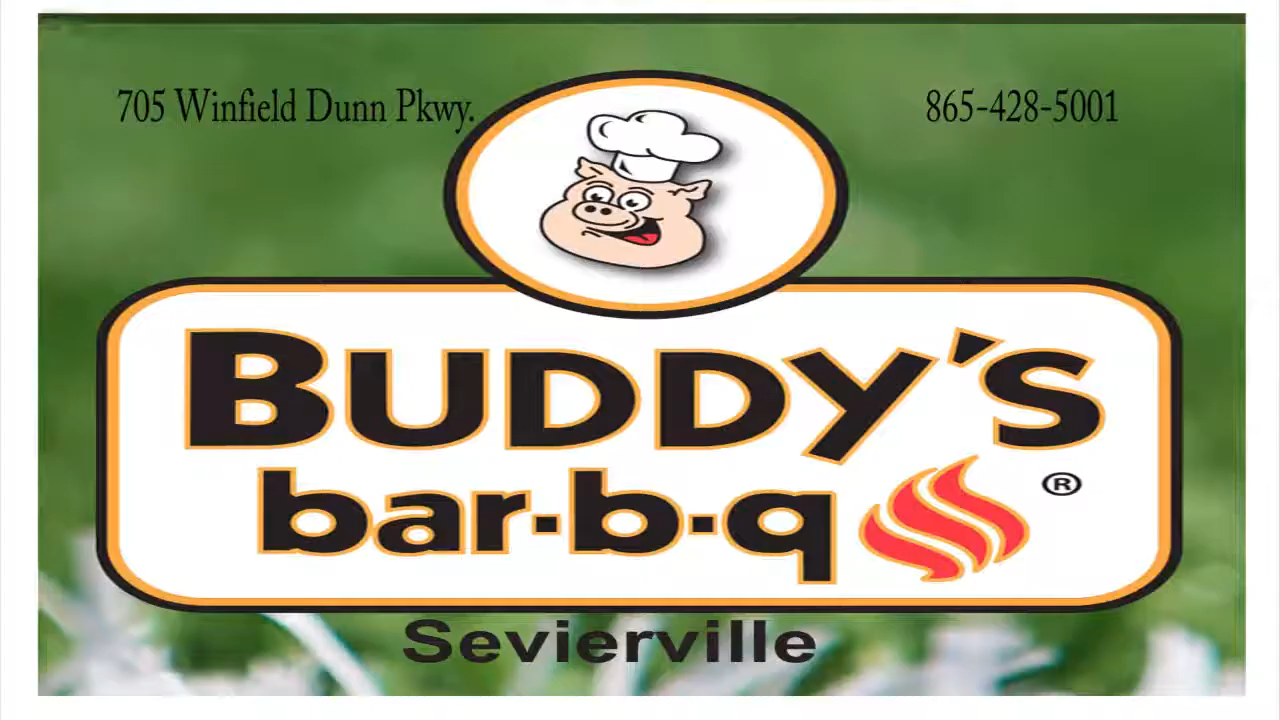 705 Winfield Dunn Pkwy.
865-428-5001
BUDDY'S
bar·b·q ®
Sevierville